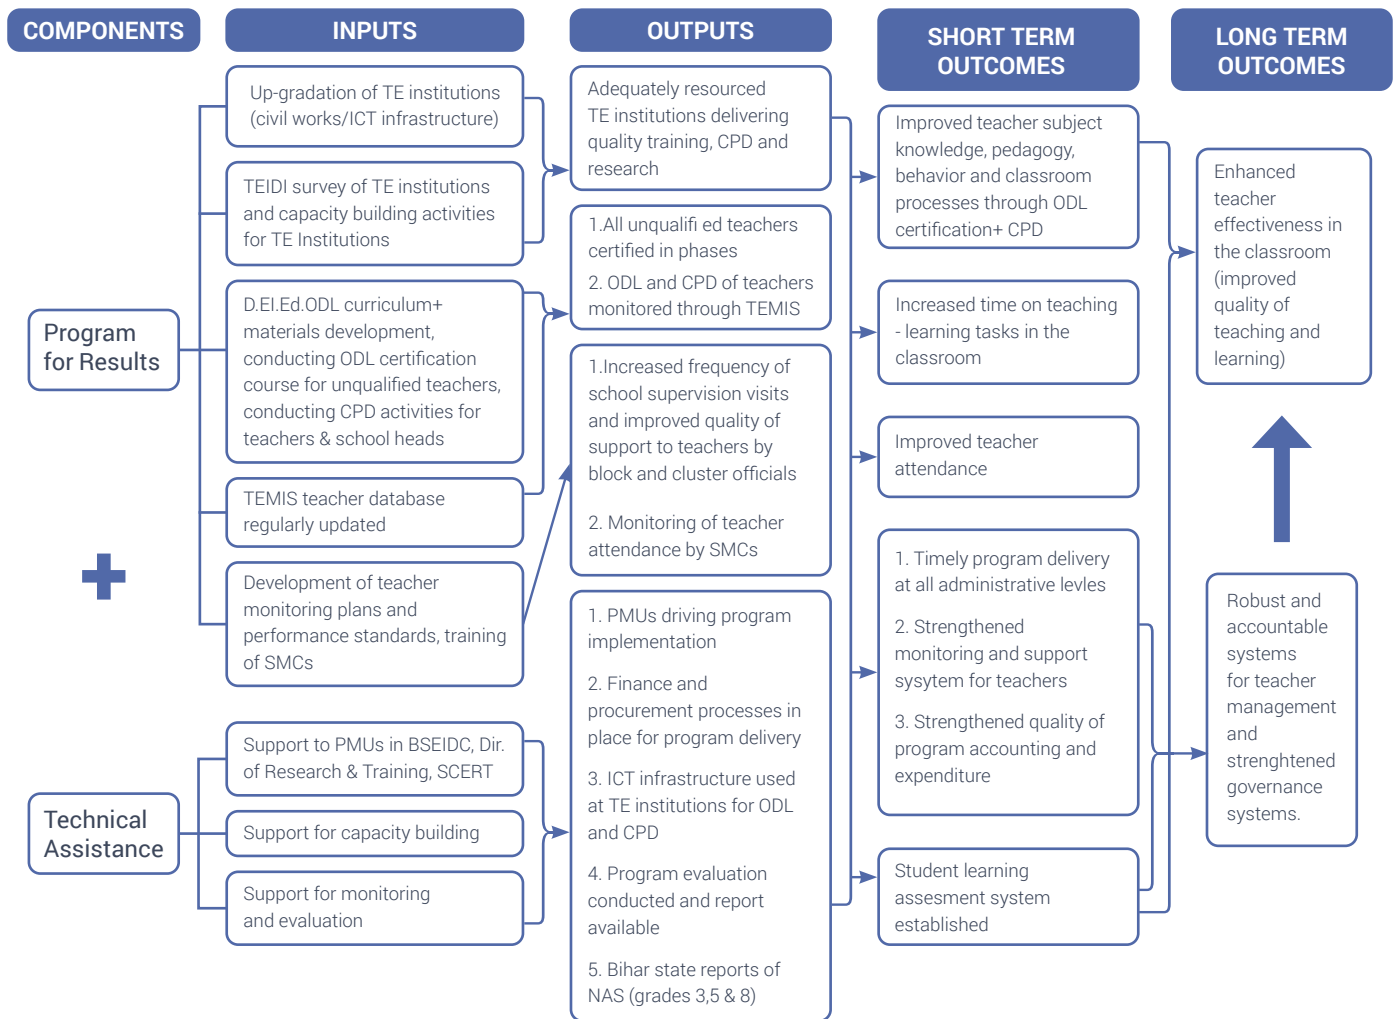 COMPONENTS
INPUTS
OUTPUTS
SHORT TERM
OUTCOMES
LONG TERM
OUTCOMES
Program
for Results
Technical
Assistance
Up-gradation of TE institutions
(civil works/ICT infrastructure)
TEIDI survey of TE institutions
and capacity building activities
for TE Institutions
D.EI.Ed.ODL curriculum+
materials development,
conducting ODL certification
course for unqualified teachers,
conducting CPD activities for
teachers & school heads
TEMIS teacher database
regularly updated
Development of teacher
monitoring plans and
performance standards, training
of SMCs
Support to PMUs in BSEIDC, Dir.
of Research & Training, SCERT
Support for capacity building
Support for monitoring
and evaluation
Adequately resourced
TE institutions delivering
quality training, CPD and
research
1.All unqualifi ed teachers
certified in phases
2. ODL and CPD of teachers
monitored through TEMIS
1.Increased frequency of
school supervision visits
and improved quality of
support to teachers by
block and cluster officials
2. Monitoring of teacher
attendance by SMCs
1. PMUs driving program
implementation
2. Finance and
procurement processes in
place for program delivery
3. ICT infrastructure used
at TE institutions for ODL
and CPD
4. Program evaluation
conducted and report
available
5. Bihar state reports of
NAS (grades 3,5 & 8)
Improved teacher subject
knowledge, pedagogy,
behavior and classroom
processes through ODL
certification+ CPD
Increased time on teaching
- learning tasks in the
classroom
Improved teacher
attendance
1. Timely program delivery
at all administrative levles
2. Strengthened
monitoring and support
sysytem for teachers
3. Strengthened quality of
program accounting and
expenditure
Student learning
assesment system
established
Enhanced
teacher
effectiveness in
the classroom
(improved
quality of
teaching and
learning)
Robust and
accountable
systems
for teacher
management
and
strenghtened
governance
systems.